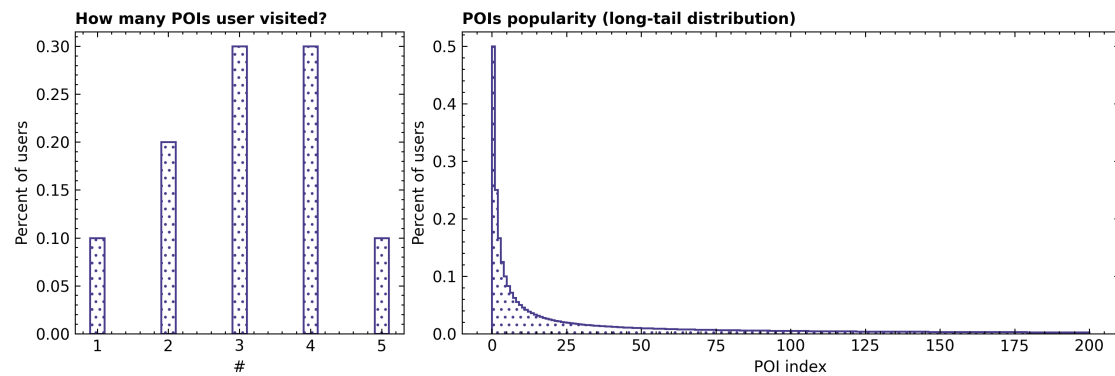 How many POIs user visited?
Percent of users
0.30
0.25
0.20
0.15
0.10
0.05
0.00
1 2 3 4 5
#
POIs popularity (long-tail distribution)
Percent of users
0.5
0.4
0.3
0.2
0.1
0.0
0 25 50 75 100 125 150 175 200
POI index